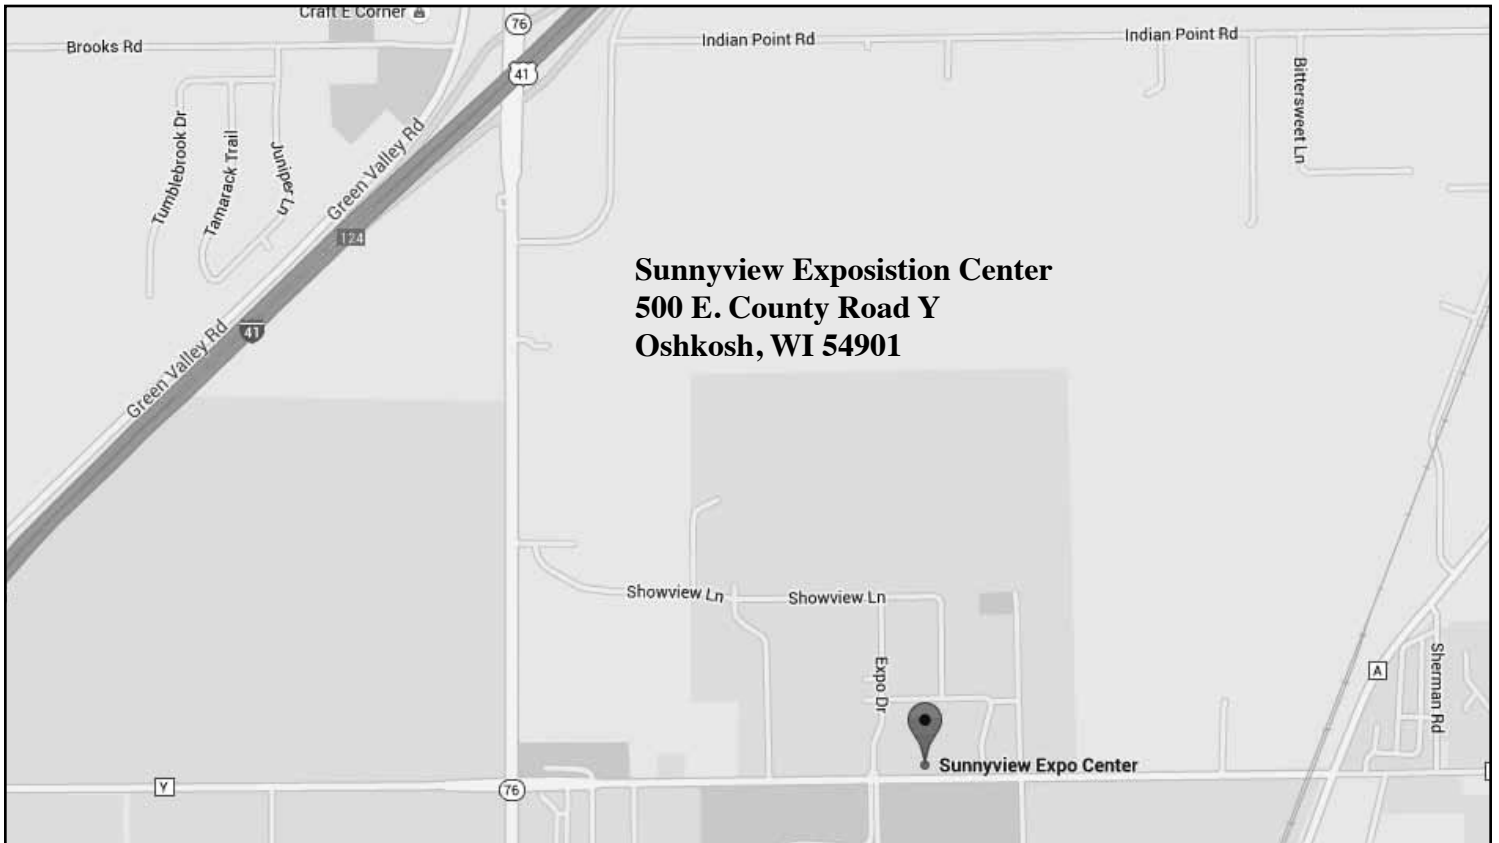 Craft E Corner
76
Brooks Rd
Indian Point Rd
Indian Point Rd
41
Bittersweet Ln
Tumblebrook Dr
Tamarack Trail
Juniper Ln
Green Valley Rd
124
Sunnyview Exposistion Center
500 E. County Road Y
Oshkosh, WI 54901
41
Green Valley Rd
Showview Ln
Showview Ln
Expo Dr
A
Sherman Rd
Sunnyview Expo Center
Y
76